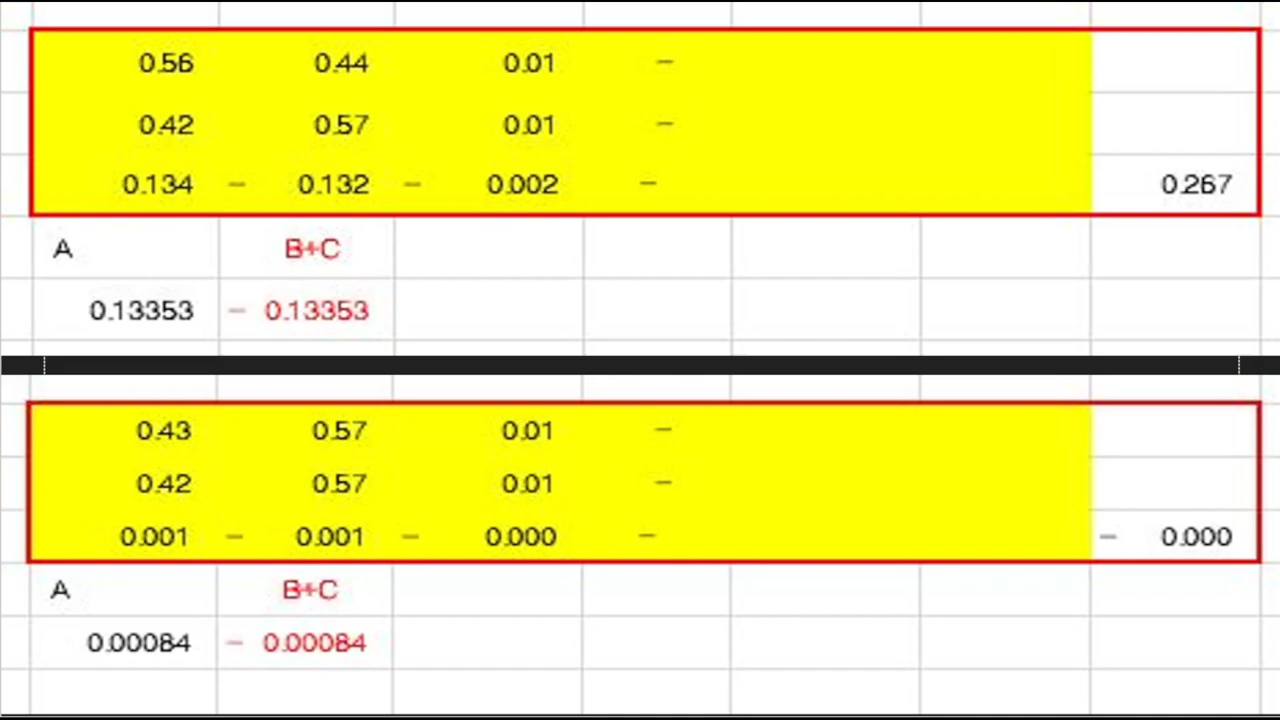 0.56 0.44 0.01 –
0.42 0.57 0.01 –
0.134 – 0.132 – 0.002 – 0.267
A B+C
0.13353 – 0.13353
0.43 0.57 0.01 –
0.42 0.57 0.01 –
0.001 – 0.001 – 0.000 – – 0.000
A B+C
0.00084 – 0.00084